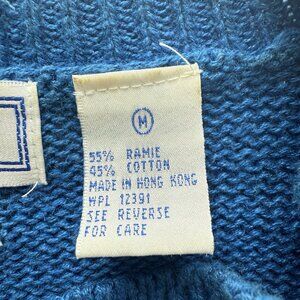 M
55% RAMIE
45% COTTON
MADE IN HONG KONG
WPL 12391
SEE REVERSE
FOR CARE